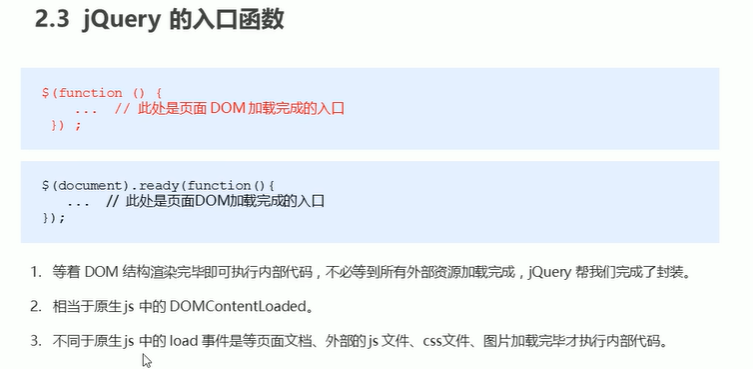 2.3 jQuery 的入口函数
$(function () {
... // 此处是页面 DOM 加载完成的入口
}) ;
$(document).ready(function(){
... // 此处是页面DOM加载完成的入口
});
1. 等着 DOM 结构渲染完毕即可执行内部代码，不必等到所有外部资源加载完成，jQuery 帮我们完成了封装。
2. 相当于原生 js 中的 DOMContentLoaded。
3. 不同于原生 js 中的 load 事件是等页面文档、外部的 js 文件、css文件、图片加载完毕才执行内部代码。